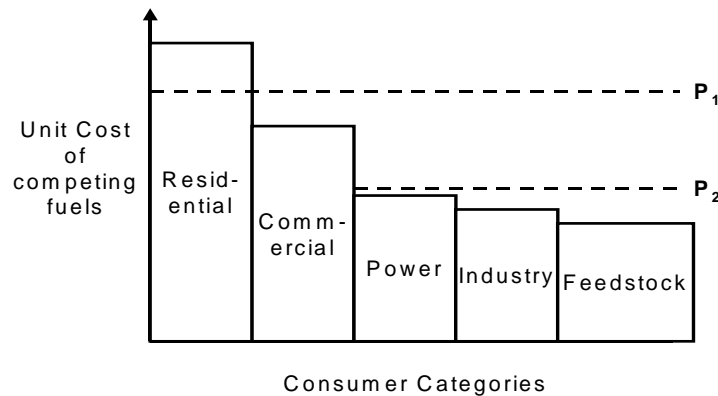 Unit Cost
of
competing
fuels
P1
P2
Resid-
ential
Comm-
ercial
Power
Industry
Feedstock
Consumer Categories